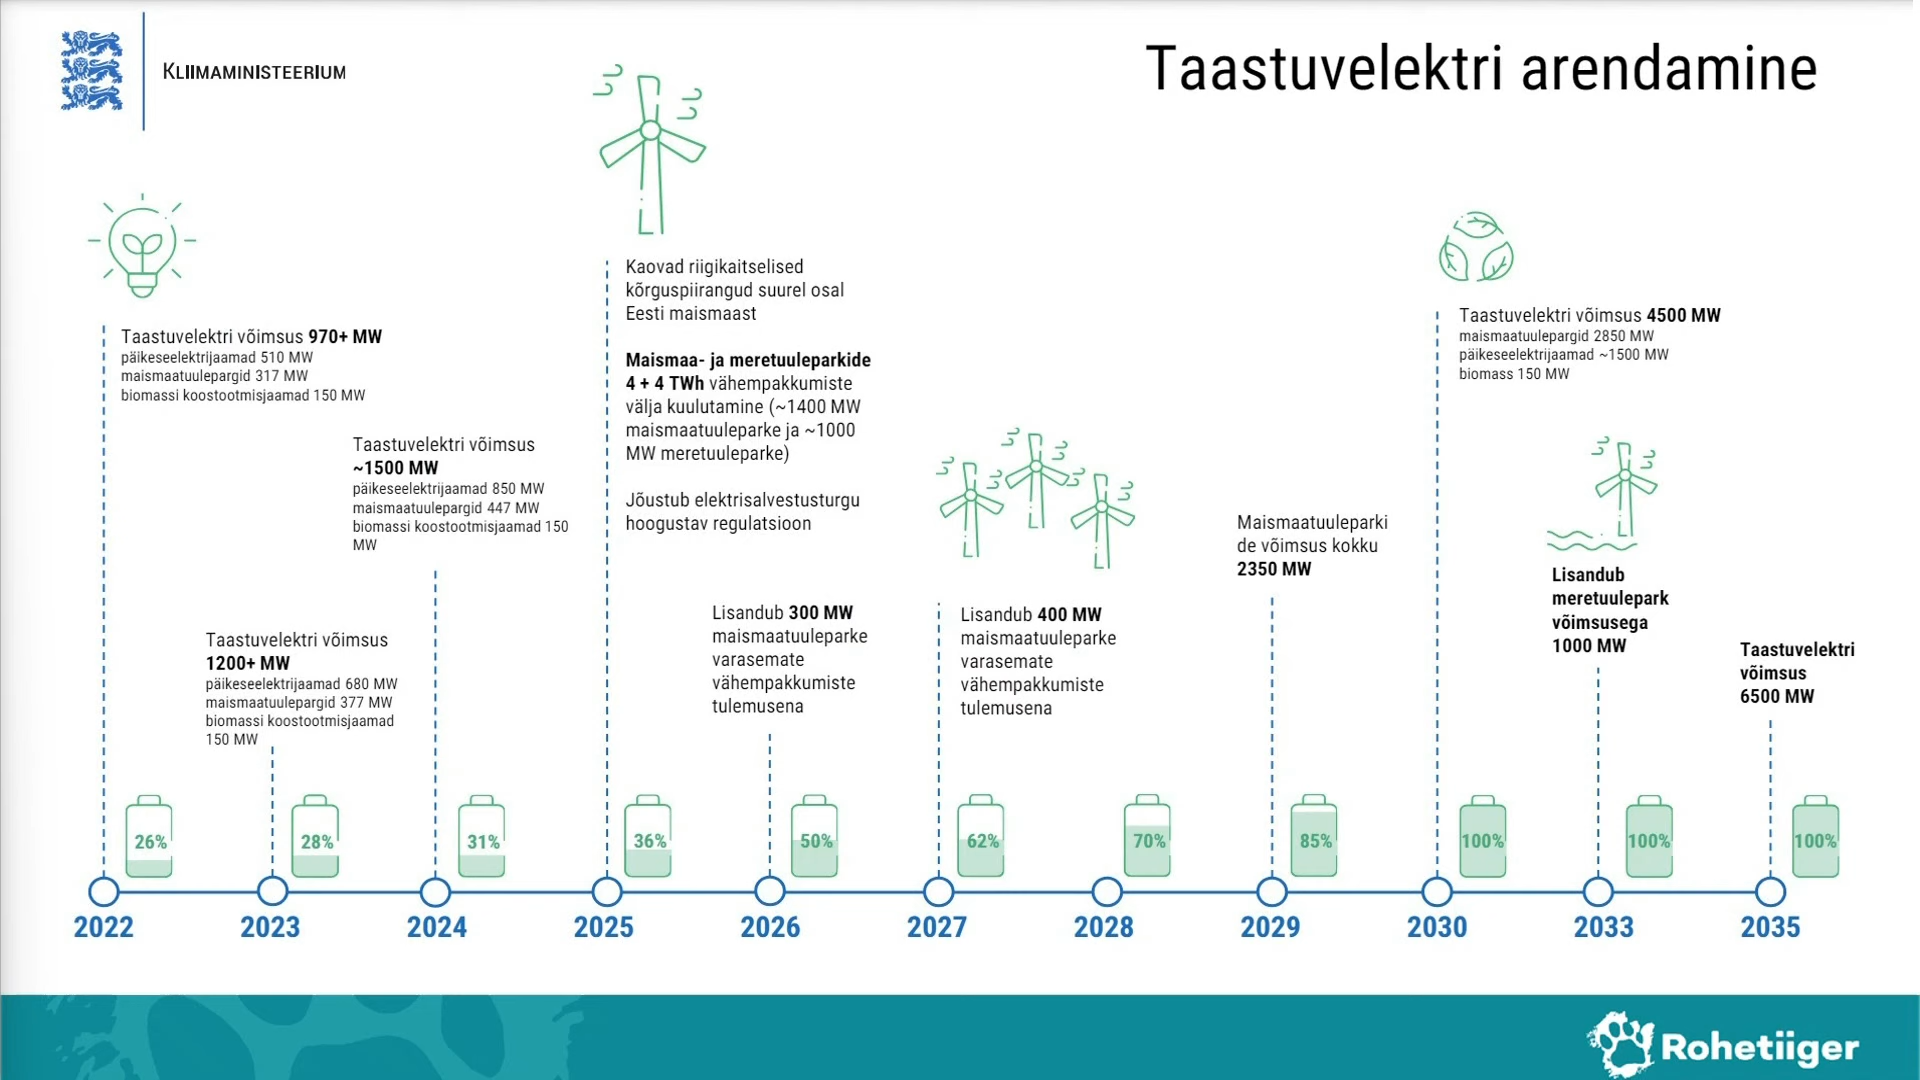 KLIIMAMINISTEERIUM
Taastuvelektri arendamine
Taastuvelektri võimsus 970+ MW
päikeseelektrijaamad 510 MW
maismaatuulepargid 317 MW
biomassi koostootmisjaamad 150 MW
Taastuvelektri võimsus
1200+ MW
päikeseelektrijaamad 680 MW
maismaatuulepargid 377 MW
biomassi koostootmisjaamad
150 MW
Taastuvelektri võimsus
~1500 MW
päikeseelektrijaamad 850 MW
maismaatuulepargid 447 MW
biomassi koostootmisjaamad 150
MW
Kaovad riigikaitselised
kõrguspiirangud suurel osal
Eesti maismaast
Maismaa- ja meretuuleparkide
4 + 4 TWh vähempakkumiste
välja kuulutamine (~1400 MW
maismaatuuleparke ja ~1000
MW meretuuleparke)
Jõustub elektrisalvestusturgu
hoogustav regulatsioon
Lisandub 300 MW
maismaatuuleparke
varasemate
vähempakkumiste
tulemusena
Lisandub 400 MW
maismaatuuleparke
varasemate
vähempakkumiste
tulemusena
Maismaatuuleparki
de võimsus kokku
2350 MW
Taastuvelektri võimsus 4500 MW
maismaatuulepargid 2850 MW
päikeseelektrijaamad ~1500 MW
biomass 150 MW
Lisandub
meretuulepark
võimsusega
1000 MW
Taastuvelektri
võimsus
6500 MW
26% 28% 31% 36% 50% 62% 70% 85% 100% 100% 100%
2022 2023 2024 2025 2026 2027 2028 2029 2030 2033 2035
Rohetiiger